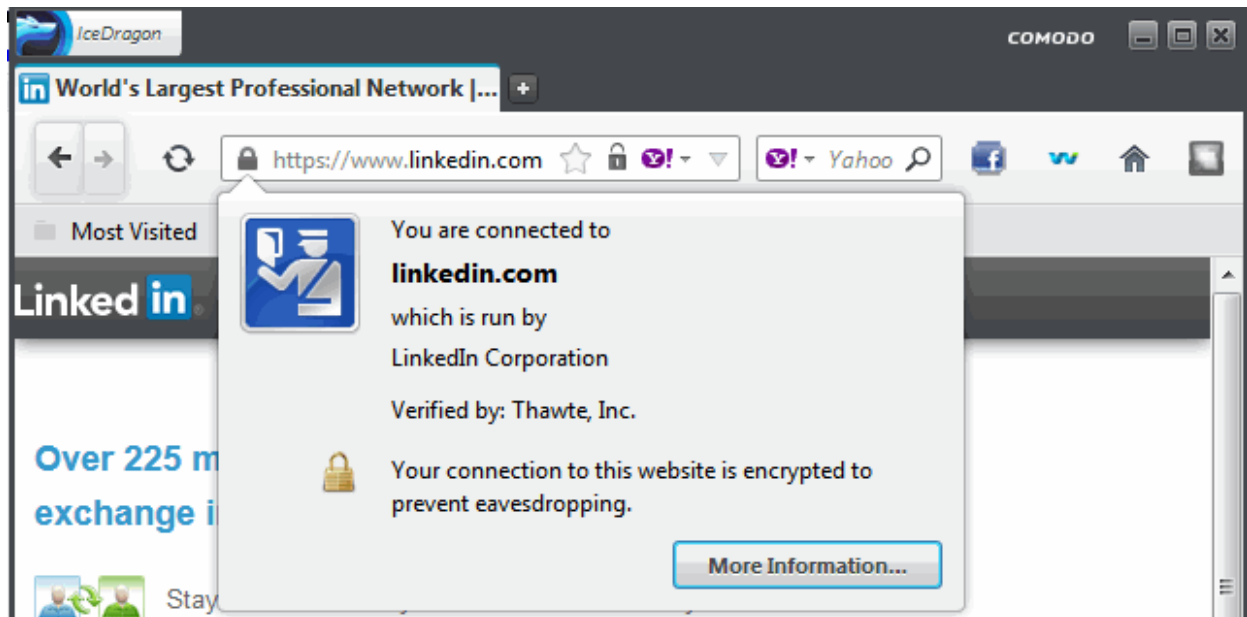 IceDragon
COMODO
in World's Largest Professional Network |... +
https://www.linkedin.com Y! Y! Yahoo f
Most Visited
Linked in
You are connected to
linkedin.com
which is run by
LinkedIn Corporation
Verified by: Thawte, Inc.
Over 225 m
Your connection to this website is encrypted to
prevent eavesdropping.
exchange i
More Information...
Stay